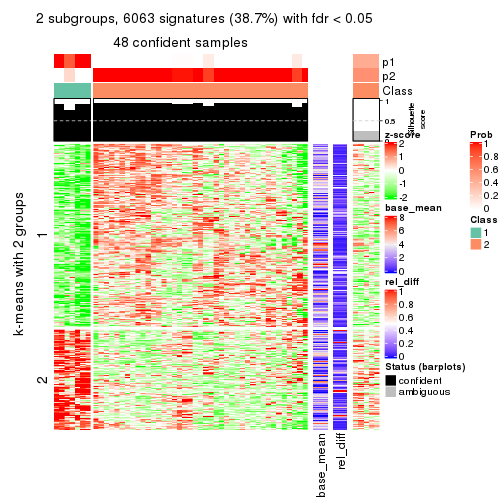 2 subgroups, 6063 signatures (38.7%) with fdr < 0.05
48 confident samples
p1
p2
Class
1
0.5
0
Silhouette
score
k-means with 2 groups
1
2
z-score
2
1
0
-1
-2
base_mean
8
6
4
2
0
rel_diff
1
0.8
0.6
0.4
0.2
0
Status (barplots)
confident
ambiguous
Prob
1
0.8
0.6
0.4
0.2
0
Class
1
2
base_mean
rel_diff